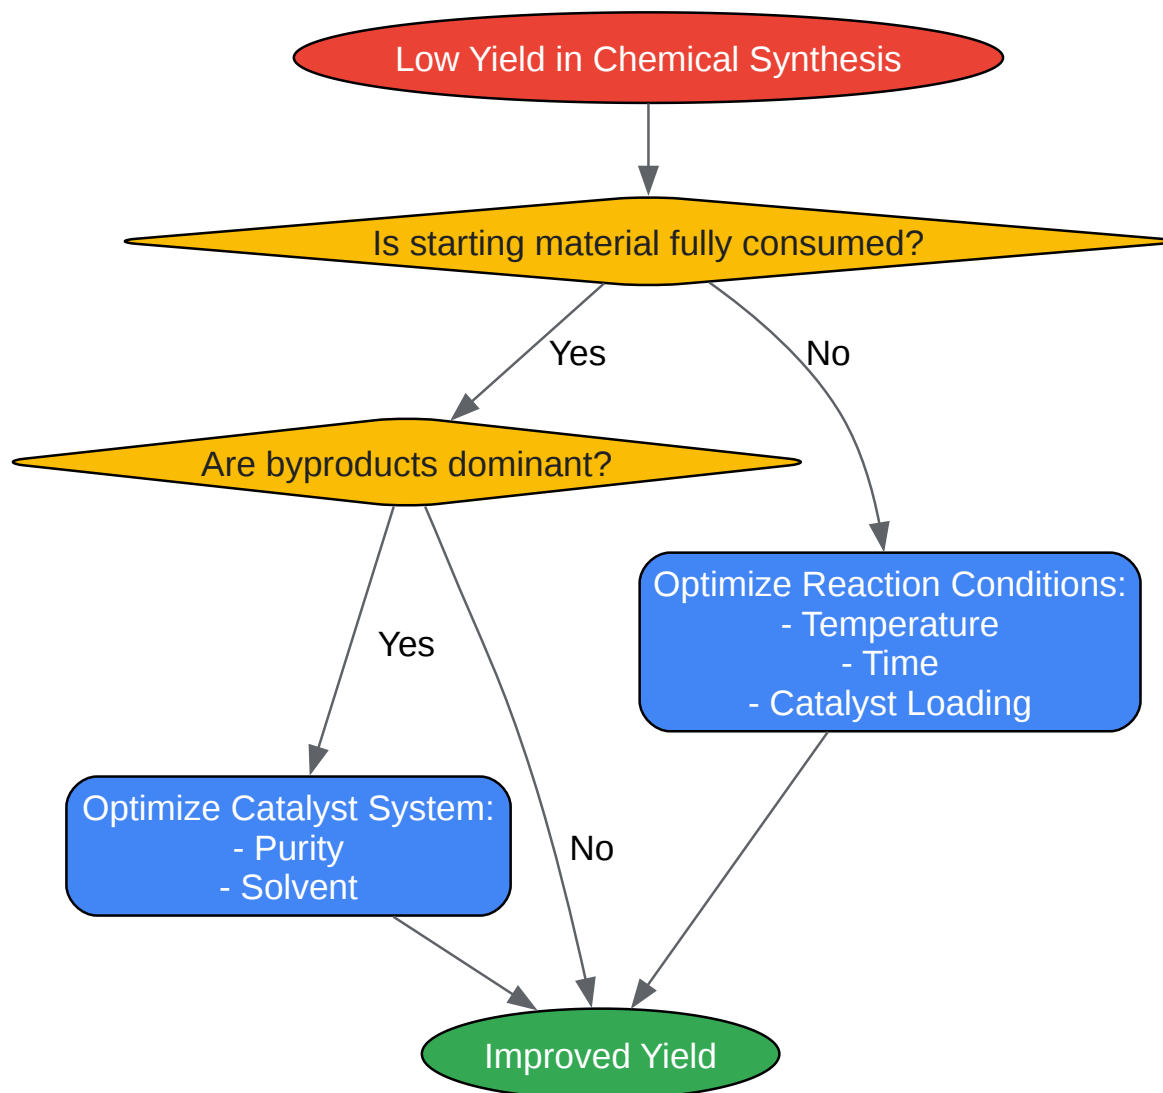 Low Yield in Chemical Synthesis
Is starting material fully consumed?
Yes
No
Are byproducts dominant?
Optimize Reaction Conditions:
- Temperature
- Time
- Catalyst Loading
Yes
Optimize Catalyst System:
- Purity
- Solvent
No
Improved Yield